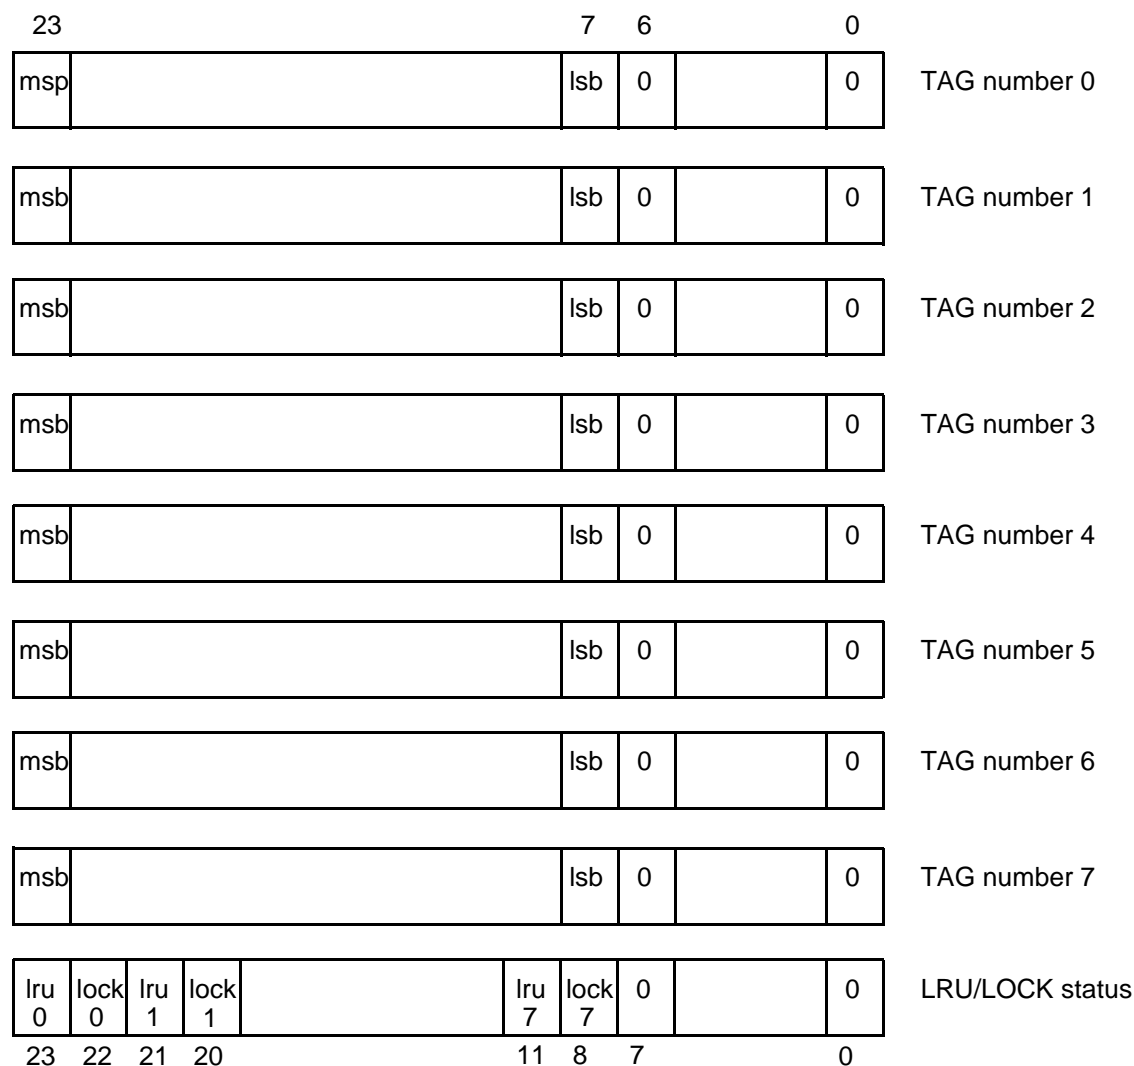 23 7 6 0
msp lsb 0 0 TAG number 0
msb lsb 0 0 TAG number 1
msb lsb 0 0 TAG number 2
msb lsb 0 0 TAG number 3
msb lsb 0 0 TAG number 4
msb lsb 0 0 TAG number 5
msb lsb 0 0 TAG number 6
msb lsb 0 0 TAG number 7
lru lock lru lock lru lock 0 0 LRU/LOCK status
0 0 1 1 7 7
23 22 21 20 11 8 7 0